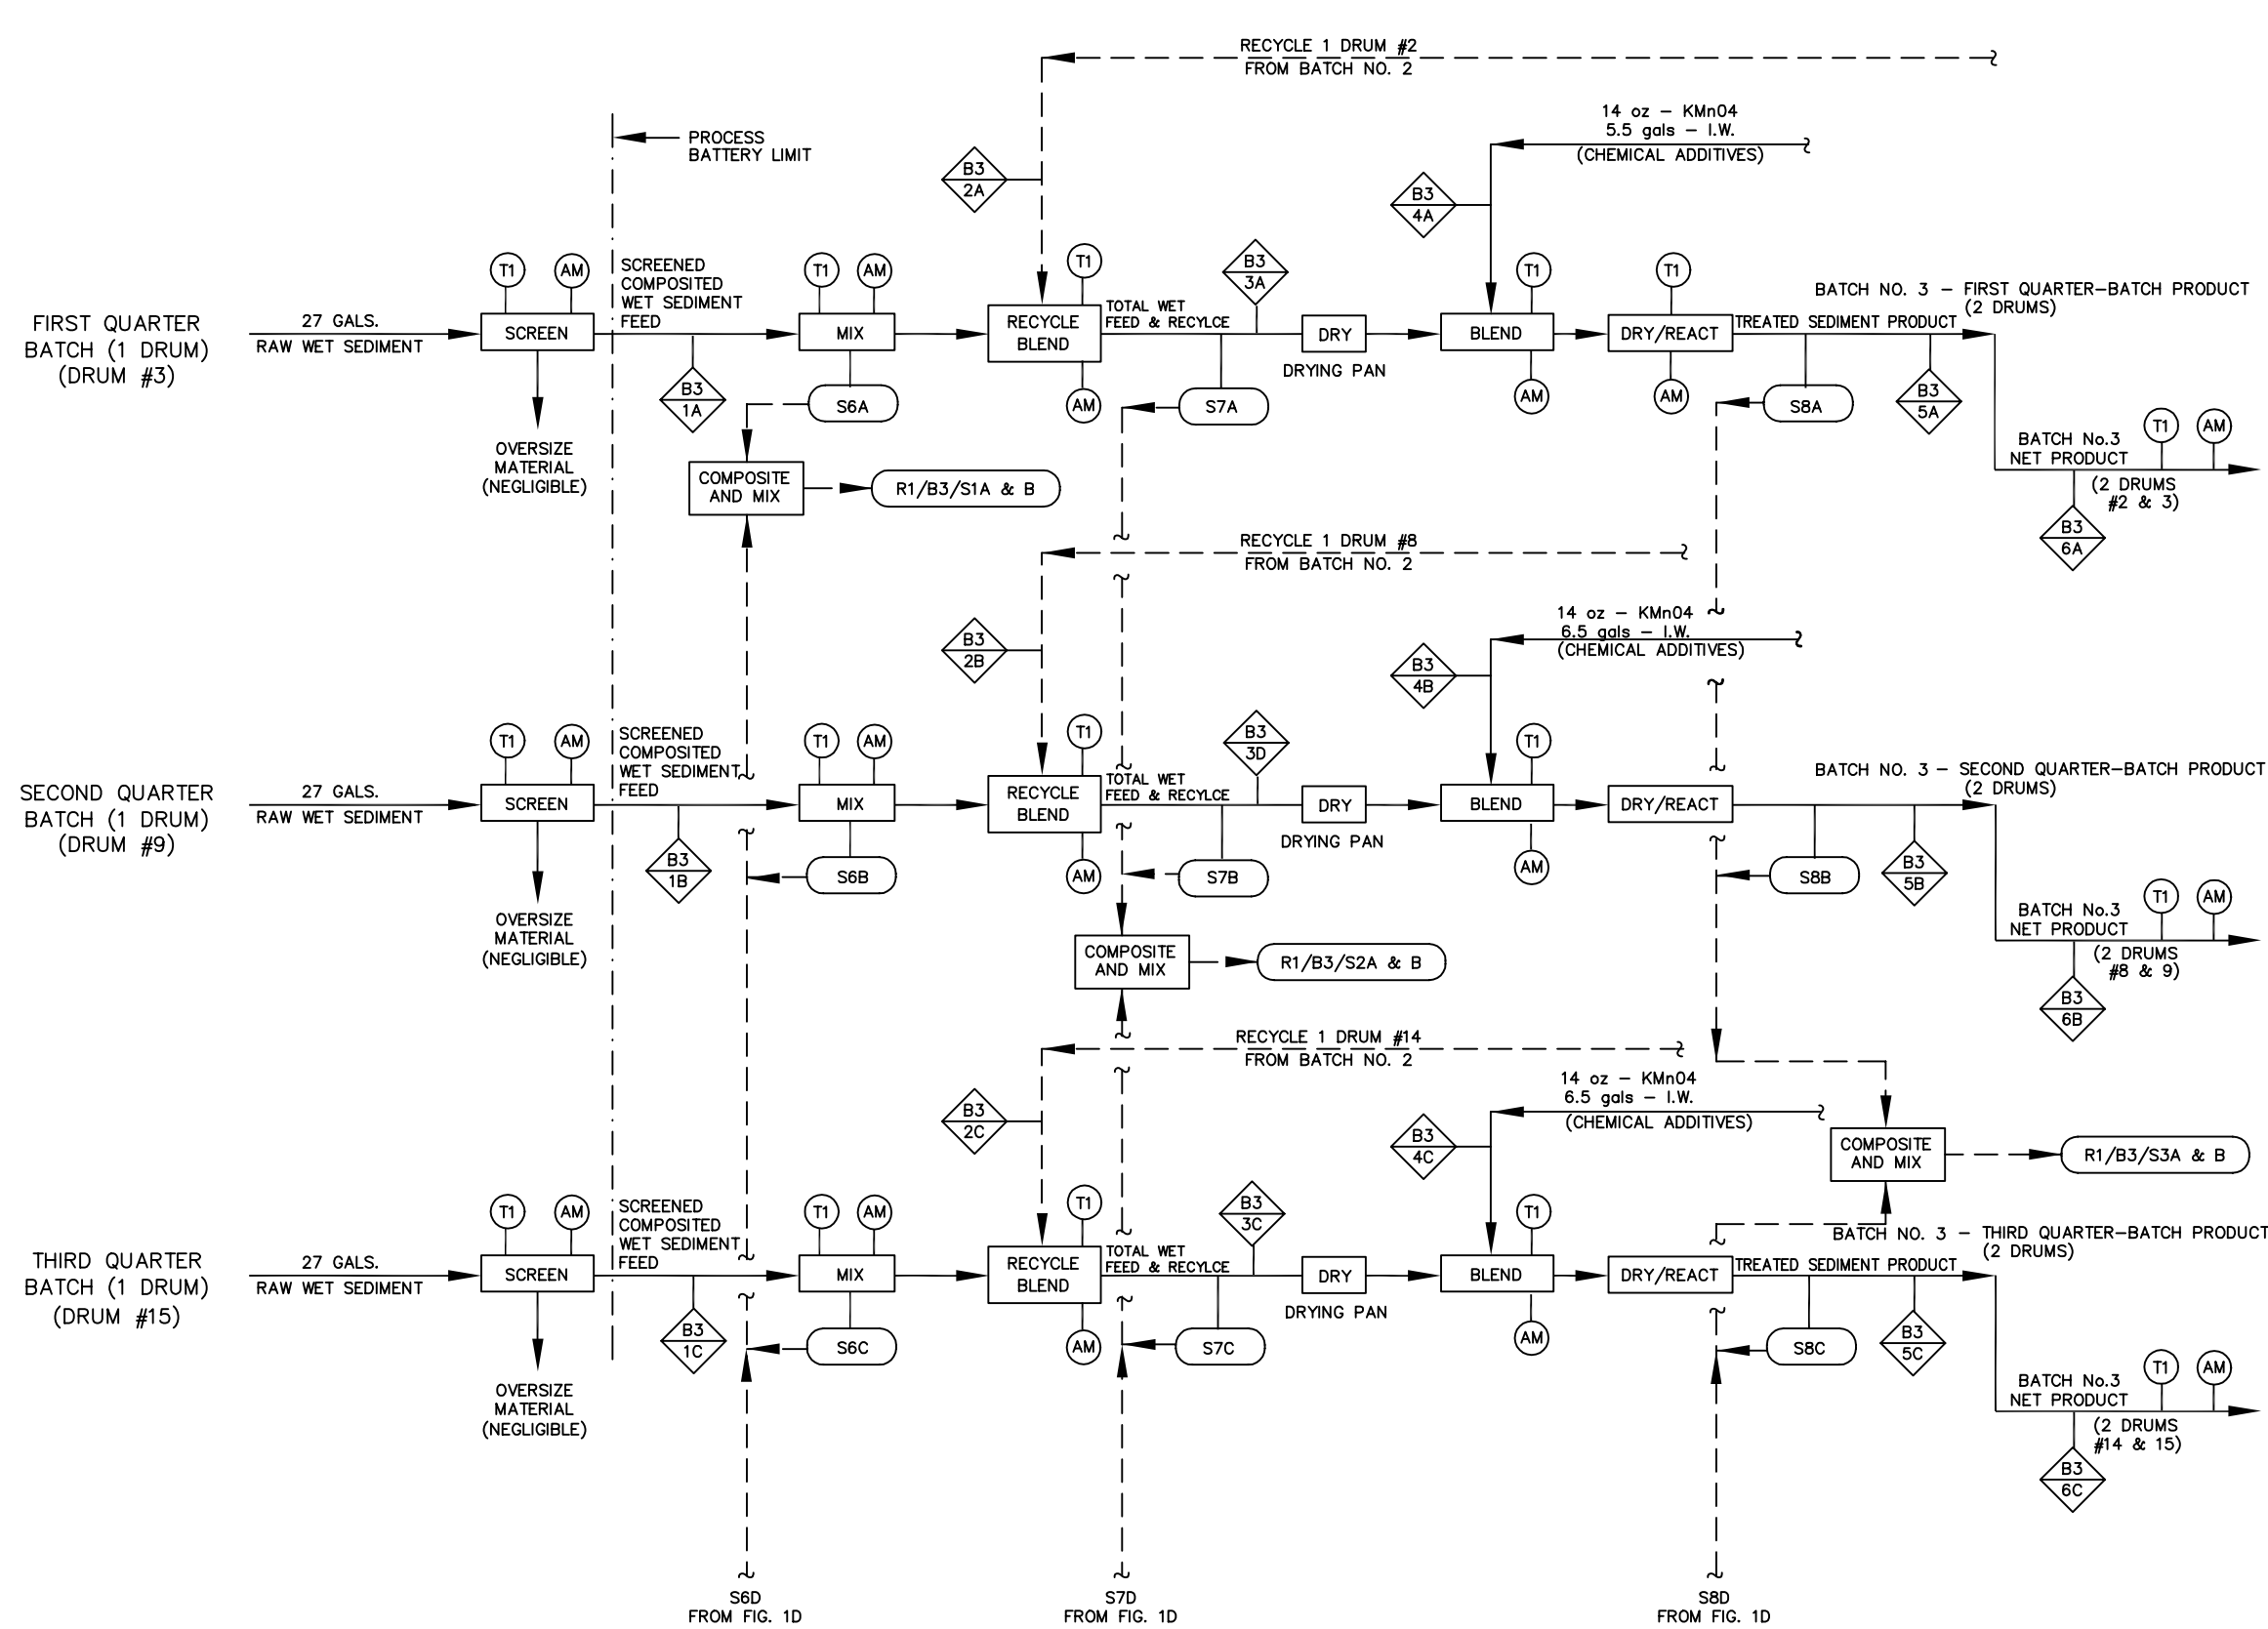 RECYCLE 1 DRUM #2
FROM BATCH NO. 2
14 oz – KMn04
5.5 gals – I.W.
(CHEMICAL ADDITIVES)
PROCESS
BATTERY LIMIT
B3
2A
B3
4A
FIRST QUARTER
BATCH (1 DRUM)
(DRUM #3)
27 GALS.
RAW WET SEDIMENT
T1
AM
SCREEN
OVERSIZE
MATERIAL
(NEGLIGIBLE)
SCREENED
COMPOSITED
WET SEDIMENT
FEED
B3
1A
T1
AM
MIX
S6A
COMPOSITE
AND MIX
R1/B3/S1A & B
T1
RECYCLE
BLEND
AM
TOTAL WET
FEED & RECYLCE
B3
3A
S7A
DRY
DRYING PAN
T1
BLEND
AM
T1
DRY/REACT
AM
TREATED SEDIMENT PRODUCT
BATCH NO. 3 – FIRST QUARTER–BATCH PRODUCT
(2 DRUMS)
S8A
B3
5A
BATCH No.3
NET PRODUCT
T1
AM
(2 DRUMS
#2 & 3)
B3
6A
RECYCLE 1 DRUM #8
FROM BATCH NO. 2
14 oz – KMn04
6.5 gals – I.W.
(CHEMICAL ADDITIVES)
B3
2B
B3
4B
SECOND QUARTER
BATCH (1 DRUM)
(DRUM #9)
27 GALS.
RAW WET SEDIMENT
T1
AM
SCREEN
OVERSIZE
MATERIAL
(NEGLIGIBLE)
SCREENED
COMPOSITED
WET SEDIMENT
FEED
B3
1B
T1
AM
MIX
S6B
T1
RECYCLE
BLEND
AM
TOTAL WET
FEED & RECYLCE
B3
3D
S7B
COMPOSITE
AND MIX
R1/B3/S2A & B
DRY
DRYING PAN
T1
BLEND
AM
DRY/REACT
BATCH NO. 3 – SECOND QUARTER–BATCH PRODUCT
(2 DRUMS)
S8B
B3
5B
BATCH No.3
NET PRODUCT
T1
AM
(2 DRUMS
#8 & 9)
B3
6B
RECYCLE 1 DRUM #14
FROM BATCH NO. 2
14 oz – KMn04
6.5 gals – I.W.
(CHEMICAL ADDITIVES)
B3
2C
B3
4C
COMPOSITE
AND MIX
R1/B3/S3A & B
THIRD QUARTER
BATCH (1 DRUM)
(DRUM #15)
27 GALS.
RAW WET SEDIMENT
T1
AM
SCREEN
OVERSIZE
MATERIAL
(NEGLIGIBLE)
SCREENED
COMPOSITED
WET SEDIMENT
FEED
B3
1C
T1
AM
MIX
S6C
T1
RECYCLE
BLEND
AM
TOTAL WET
FEED & RECYLCE
B3
3C
S7C
DRY
DRYING PAN
T1
BLEND
AM
DRY/REACT
TREATED SEDIMENT PRODUCT
BATCH NO. 3 – THIRD QUARTER–BATCH PRODUCT
(2 DRUMS)
S8C
B3
5C
BATCH No.3
NET PRODUCT
T1
AM
(2 DRUMS
#14 & 15)
B3
6C
S6D
FROM FIG. 1D
S7D
FROM FIG. 1D
S8D
FROM FIG. 1D